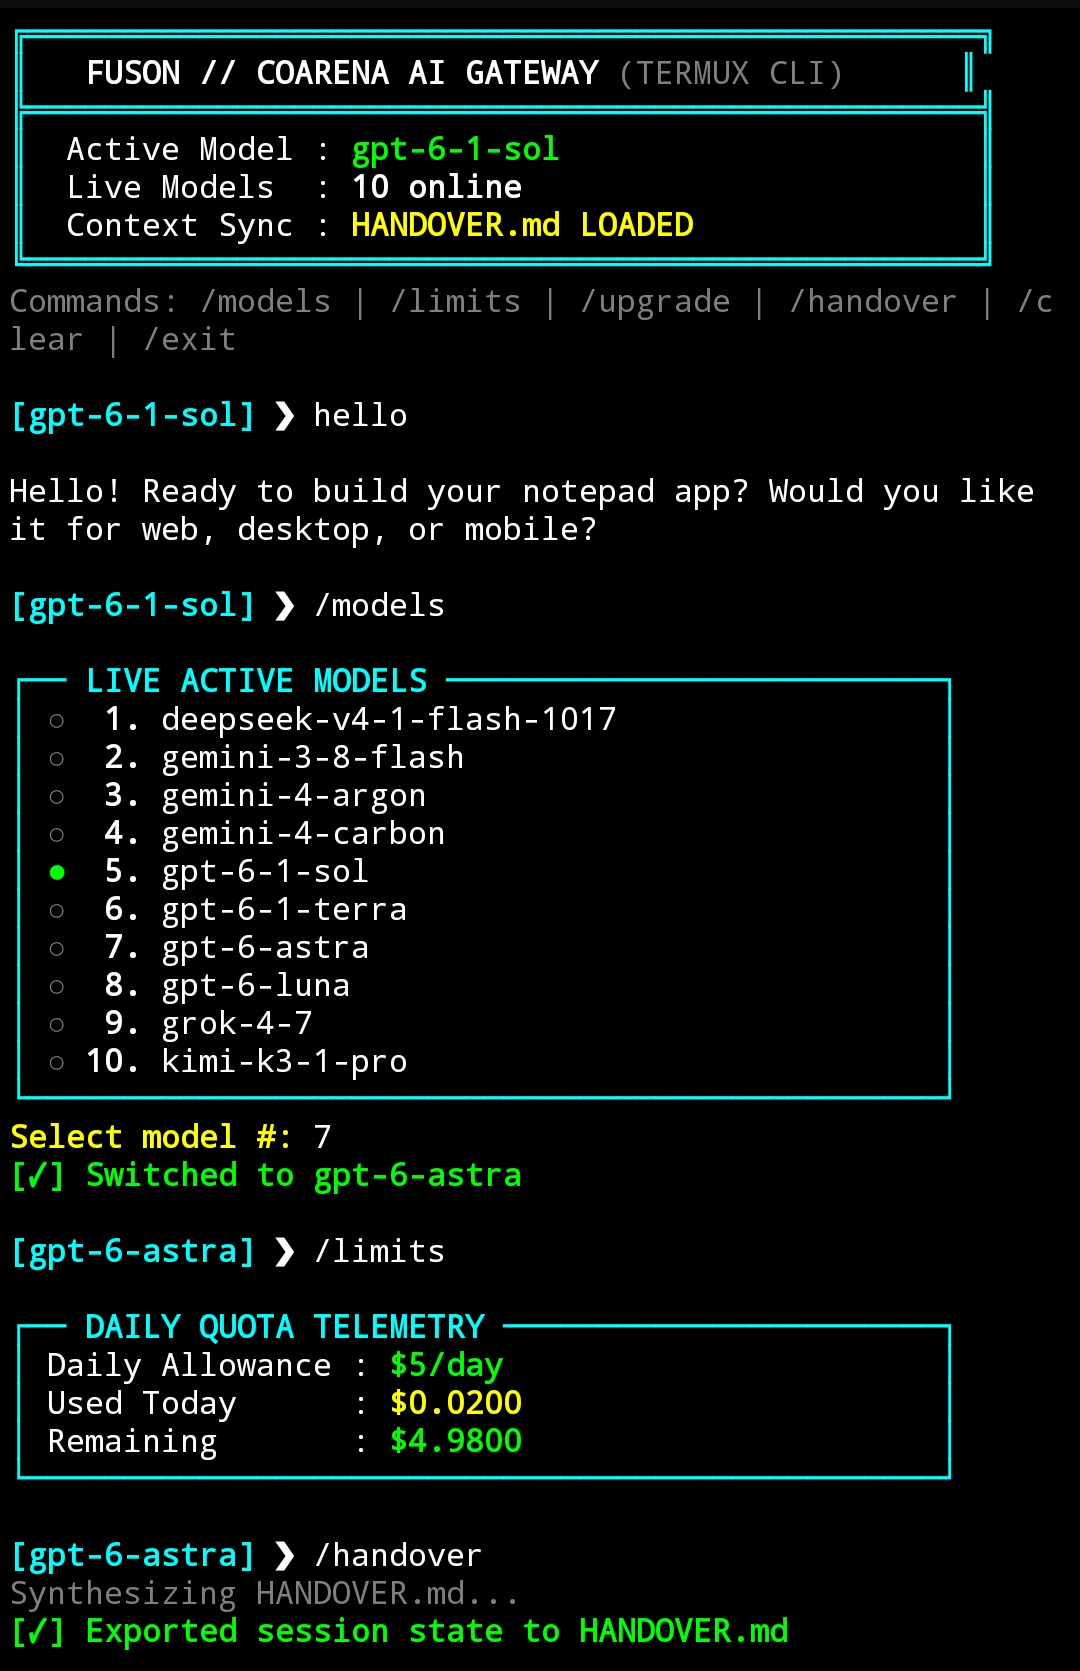 FUSON // COARENA AI GATEWAY (TERMUX CLI)
Active Model : gpt-6-1-sol
Live Models  : 10 online
Context Sync : HANDOVER.md LOADED
Commands: /models | /limits | /upgrade | /handover | /c
lear | /exit
[gpt-6-1-sol] ❯ hello
Hello! Ready to build your notepad app? Would you like
it for web, desktop, or mobile?
[gpt-6-1-sol] ❯ /models
LIVE ACTIVE MODELS
○ 1. deepseek-v4-1-flash-1017
○ 2. gemini-3-8-flash
○ 3. gemini-4-argon
○ 4. gemini-4-carbon
● 5. gpt-6-1-sol
○ 6. gpt-6-1-terra
○ 7. gpt-6-astra
○ 8. gpt-6-luna
○ 9. grok-4-7
○ 10. kimi-k3-1-pro
Select model #: 7
[✓] Switched to gpt-6-astra
[gpt-6-astra] ❯ /limits
DAILY QUOTA TELEMETRY
Daily Allowance : $5/day
Used Today      : $0.0200
Remaining       : $4.9800
[gpt-6-astra] ❯ /handover
Synthesizing HANDOVER.md...
[✓] Exported session state to HANDOVER.md